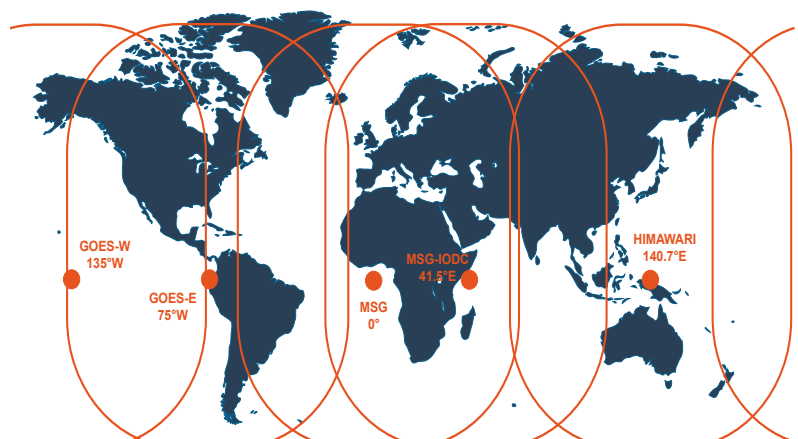 GOES-W
135°W
GOES-E
75°W
MSG
0°
MSG-IODC
41.5°E
HIMAWARI
140.7°E